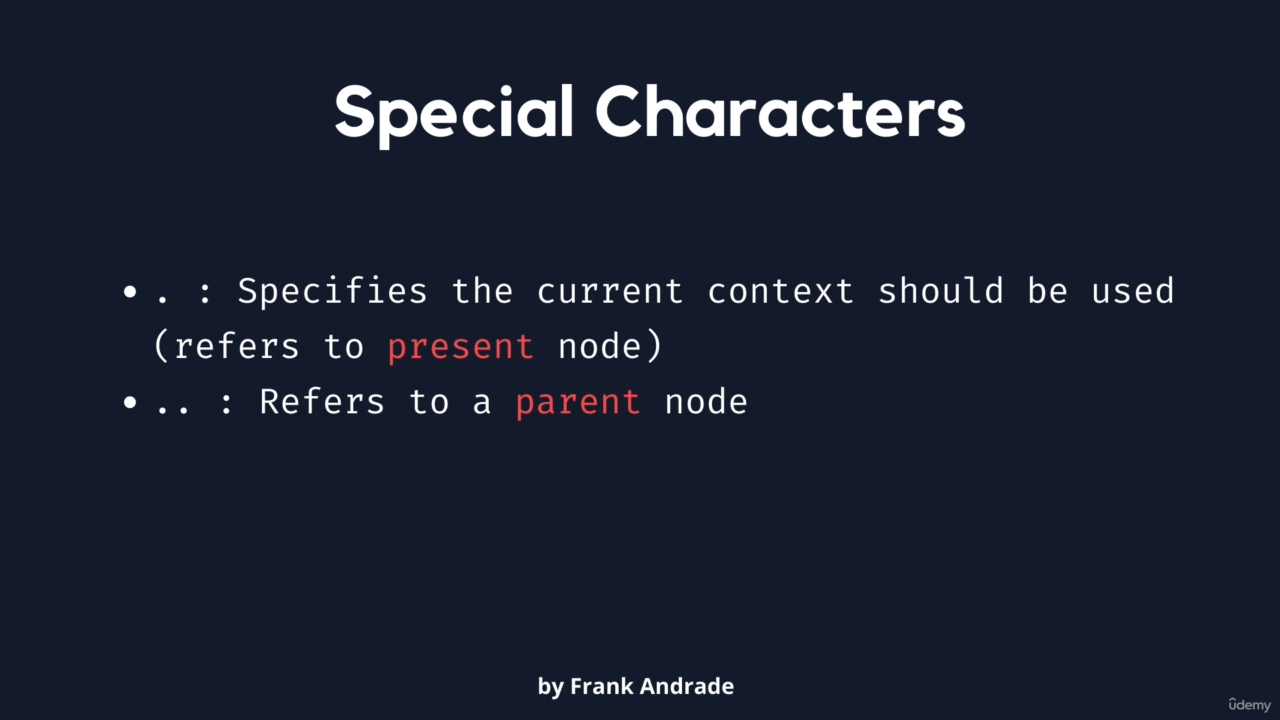 Special Characters
• . : Specifies the current context should be used
(refers to present node)
• .. : Refers to a parent node
by Frank Andrade
ûdemy